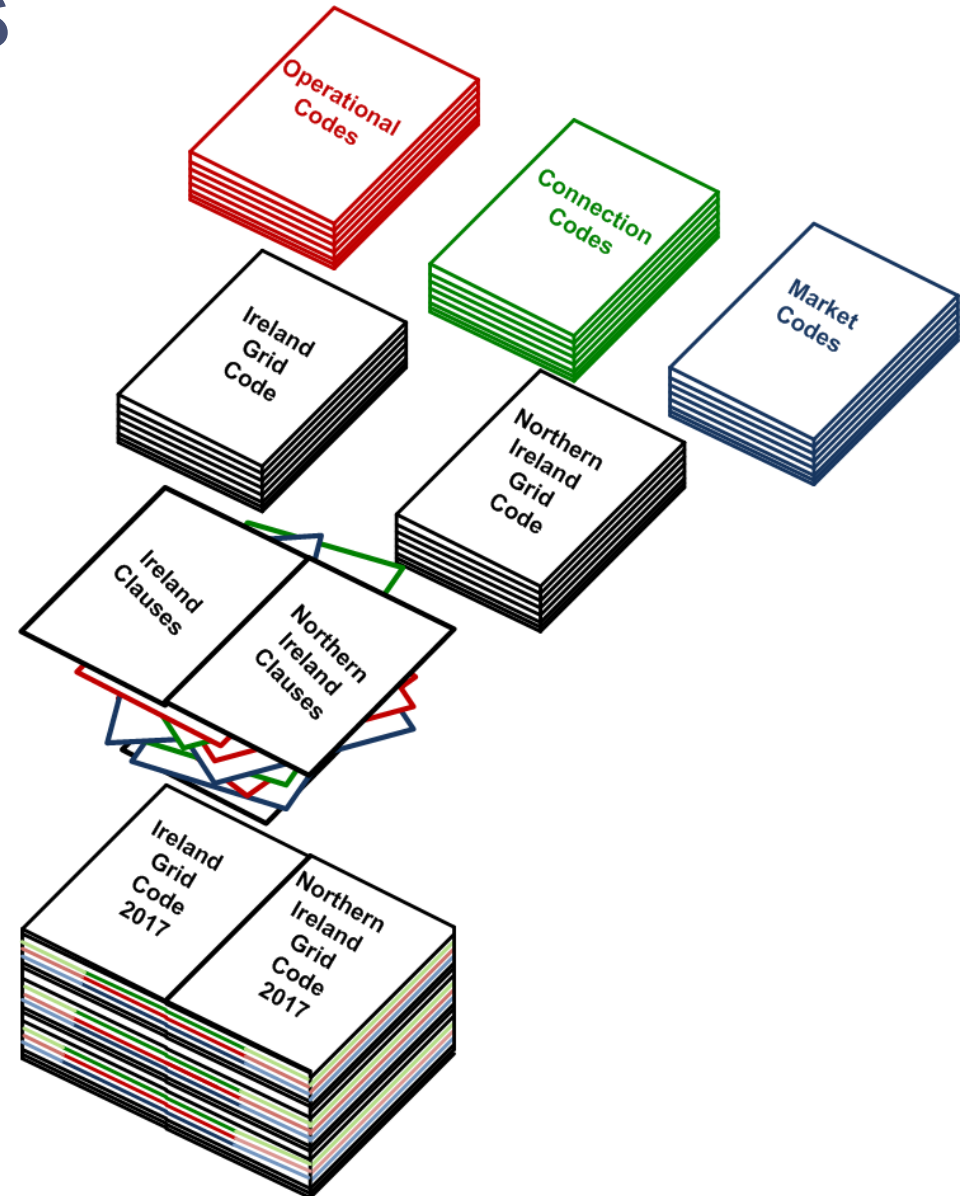 Operational
Codes
Connection
Codes
Market
Codes
Ireland
Grid
Code
Northern
Ireland
Grid
Code
Ireland
Clauses
Northern
Ireland
Clauses
Ireland
Grid
Code
2017
Northern
Ireland
Grid
Code
2017